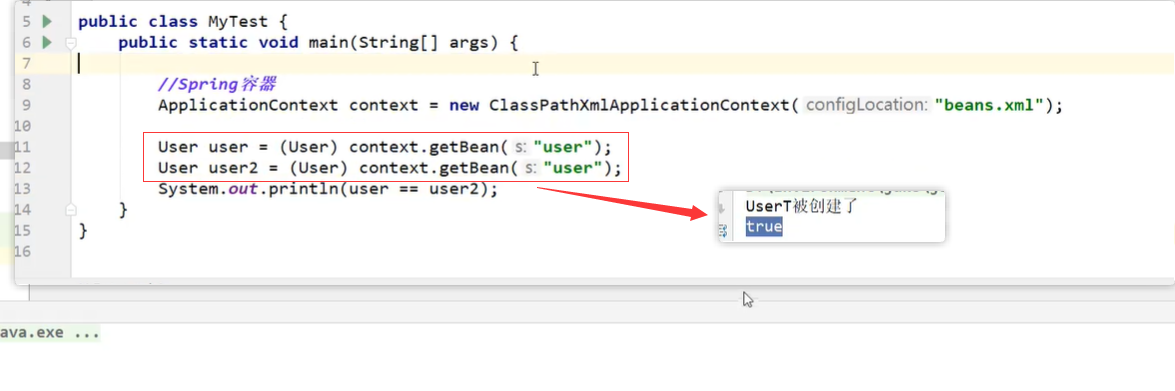 5 public class MyTest {
6 public static void main(String[] args) {
7
8 //Spring容器
9 ApplicationContext context = new ClassPathXmlApplicationContext( configLocation: "beans.xml");
10
11 User user = (User) context.getBean( s: "user");
12 User user2 = (User) context.getBean( s: "user");
13 System.out.println(user == user2);
14 }
15 }
16
UserT被创建了
true
ava.exe ...